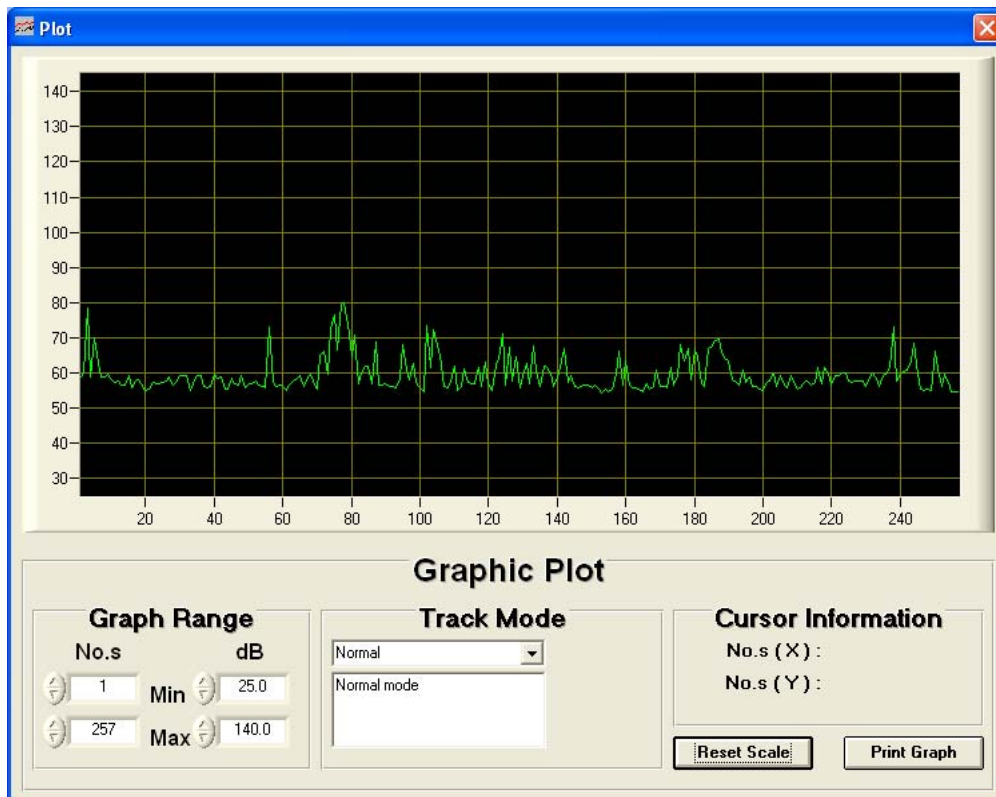 Plot
140
130
120
110
100
90
80
70
60
50
40
30
20 40 60 80 100 120 140 160 180 200 220 240
Graphic Plot
Graph Range
No.s dB
1 Min 25.0
257 Max 140.0
Track Mode
Normal
Normal mode
Cursor Information
No.s ( X ) :
No.s ( Y ) :
Reset Scale Print Graph